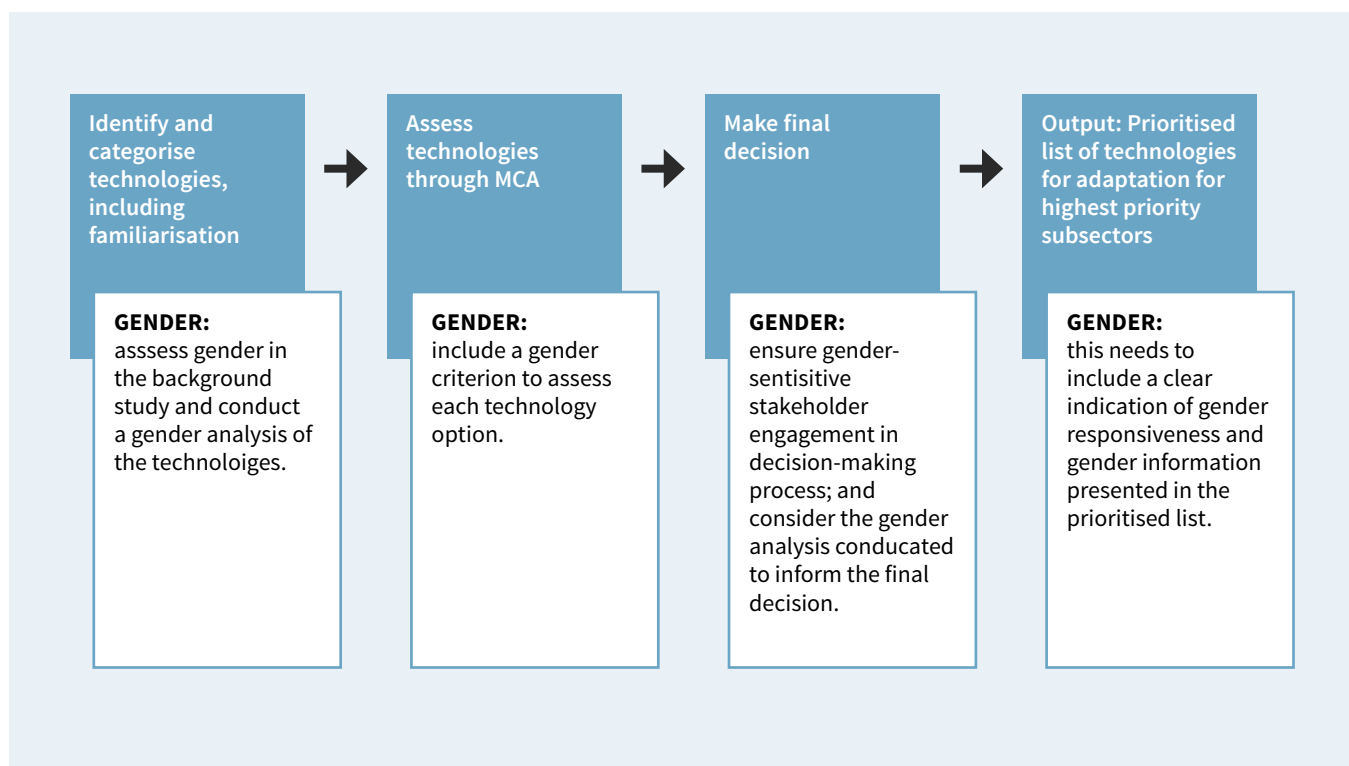 Identify and
categorise
technologies,
including
familiarisation
GENDER:
asssess gender in
the background
study and conduct
a gender analysis of
the technoloiges.
Assess
technologies
through MCA
GENDER:
include a gender
criterion to assess
each technology
option.
Make final
decision
GENDER:
ensure gender-
sentisitive
stakeholder
engagement in
decision-making
process; and
consider the gender
analysis conducated
to inform the final
decision.
Output: Prioritised
list of technologies
for adaptation for
highest priority
subsectors
GENDER:
this needs to
include a clear
indication of gender
responsiveness and
gender information
presented in the
prioritised list.